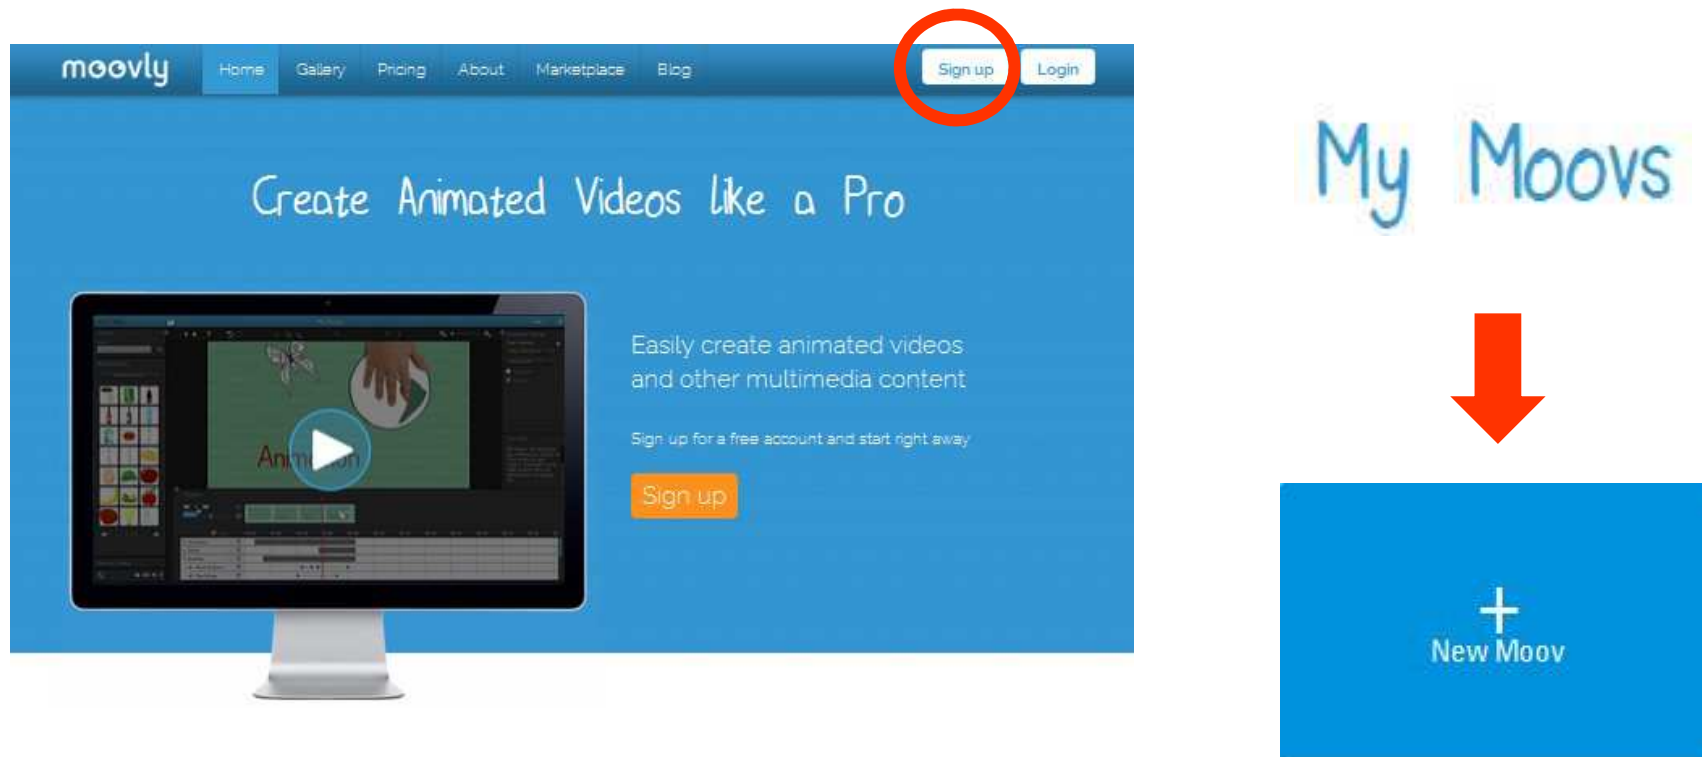 moovly Home Gallery Pricing About Marketplace Blog Sign up Login
Create Animated Videos like a Pro
Easily create animated videos
and other multimedia content
Sign up for a free account and start right away
Sign up
My Moovs
New Moov